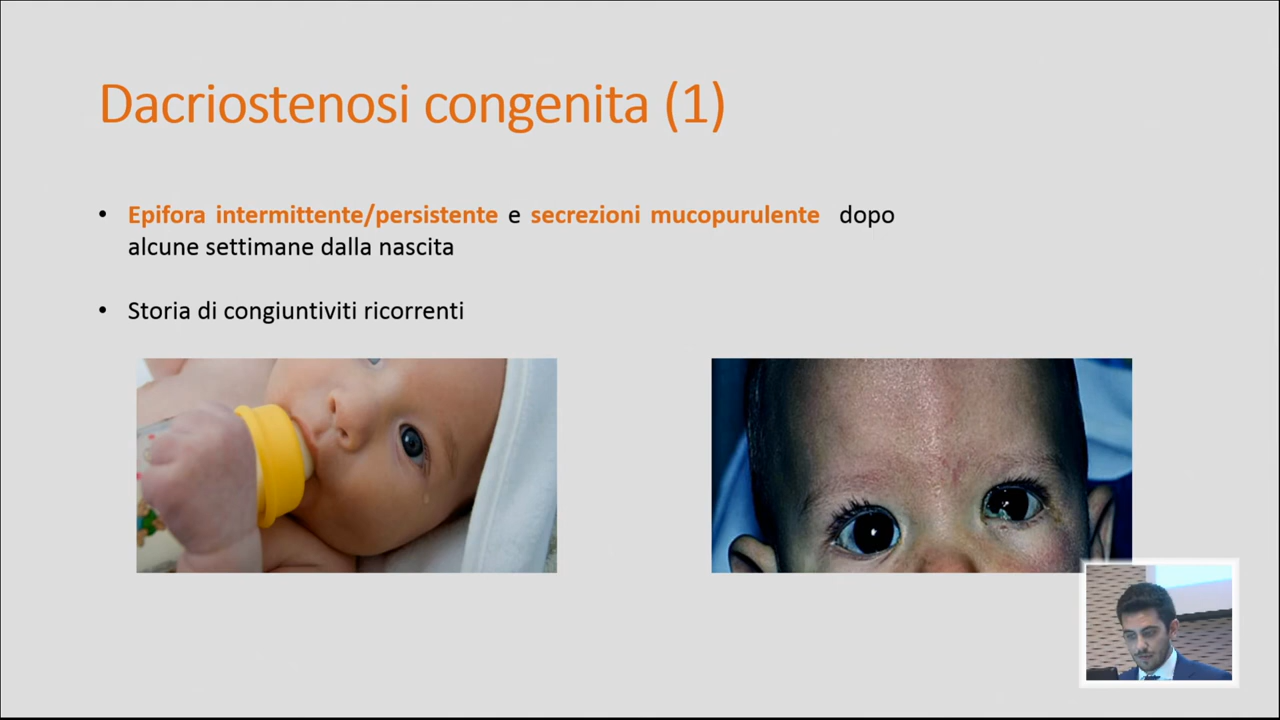 Dacriostenosi congenita (1)
• Epifora intermittente/persistente e secrezioni mucopurulente dopo
alcune settimane dalla nascita
• Storia di congiuntiviti ricorrenti